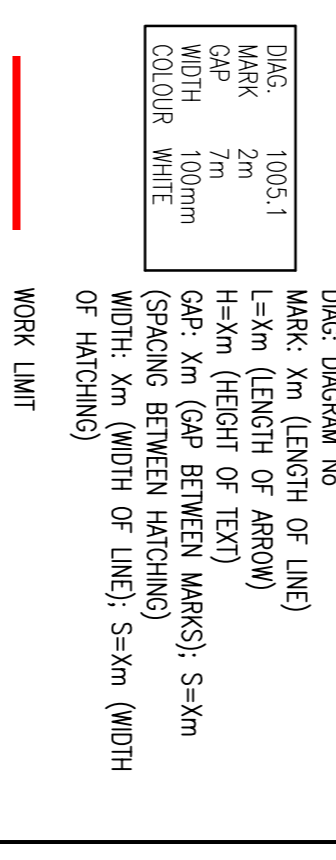 DIAG. 1005.1
MARK 2m
GAP 7m
WIDTH 100mm
COLOUR WHITE
DIAG: DIAGRAM No
MARK: Xm (LENGTH OF LINE)
L=Xm (LENGTH OF ARROW)
H=Xm (HEIGHT OF TEXT)
GAP: Xm (GAP BETWEEN MARKS); S=Xm
(SPACING BETWEEN HATCHING)
WIDTH: Xm (WIDTH OF LINE); S=Xm (WIDTH
OF HATCHING)
WORK LIMIT